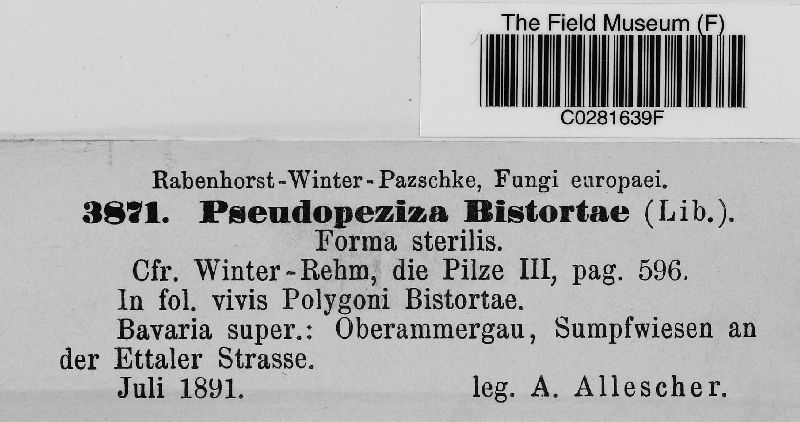 The Field Museum (F)
C0281639F
Rabenhorst-Winter-Pazschke, Fungi europaei.
3871. Pseudopeziza Bistortae (Lib.).
Forma sterilis.
Cfr. Winter-Rehm, die Pilze III, pag. 596.
In fol. vivis Polygoni Bistortae.
Bavaria super.: Oberammergau, Sumpfwiesen an
der Ettaler Strasse.
Juli 1891. leg. A. Allescher.